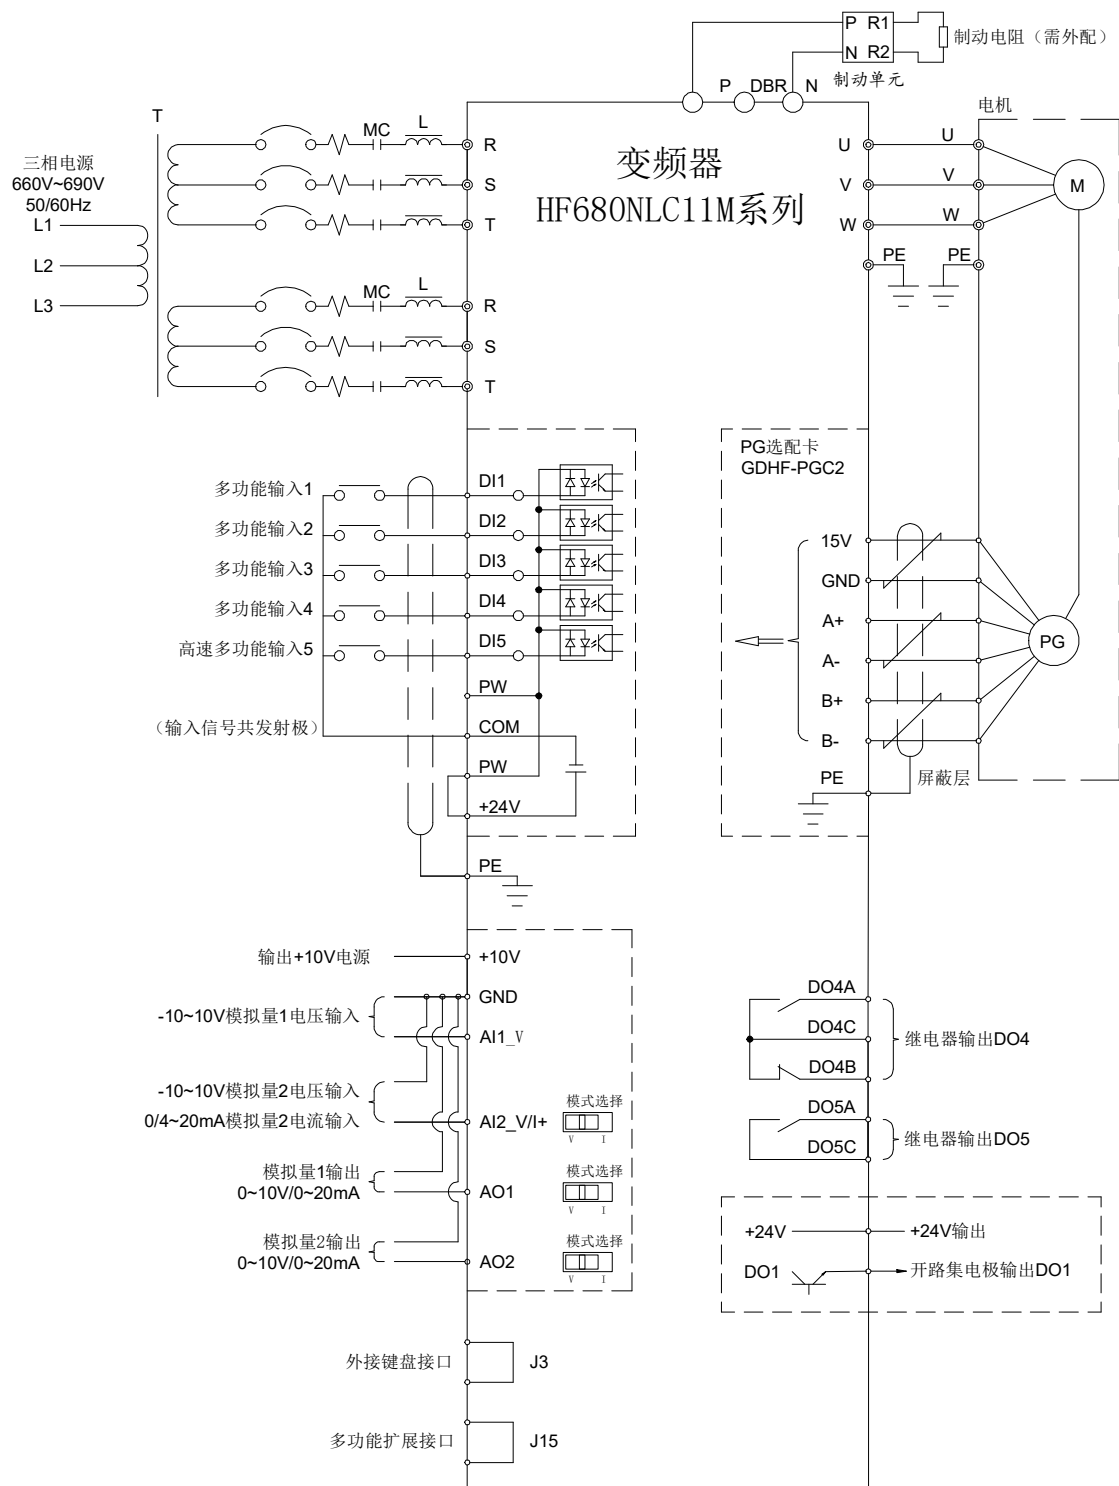 P R1
N R2
制动电阻（需外配）
制动单元
P DBR N
电机
T
MC L
R
S
T
三相电源
660V~690V
50/60Hz
L1
L2
L3
变频器
HF680NLC11M系列
U U
V V
W W
M
PE PE
MC L
R
S
T
PG选配卡
GDHF-PGC2
多功能输入1 DI1
多功能输入2 DI2
多功能输入3 DI3
多功能输入4 DI4
高速多功能输入5 DI5
PW
（输入信号共发射极） COM
PW
+24V
PE
15V
GND
A+
A-
B+
B-
PG
PE 屏蔽层
输出+10V电源 +10V
GND
-10~10V模拟量1电压输入
AI1_V
-10~10V模拟量2电压输入
0/4~20mA模拟量2电流输入 AI2_V/I+
模式选择
V I
模拟量1输出
0~10V/0~20mA AO1
模式选择
V I
模拟量2输出
0~10V/0~20mA AO2
模式选择
V I
DO4A
DO4C
DO4B
继电器输出DO4
DO5A
DO5C
继电器输出DO5
+24V +24V输出
DO1 开路集电极输出DO1
外接键盘接口 J3
多功能扩展接口 J15